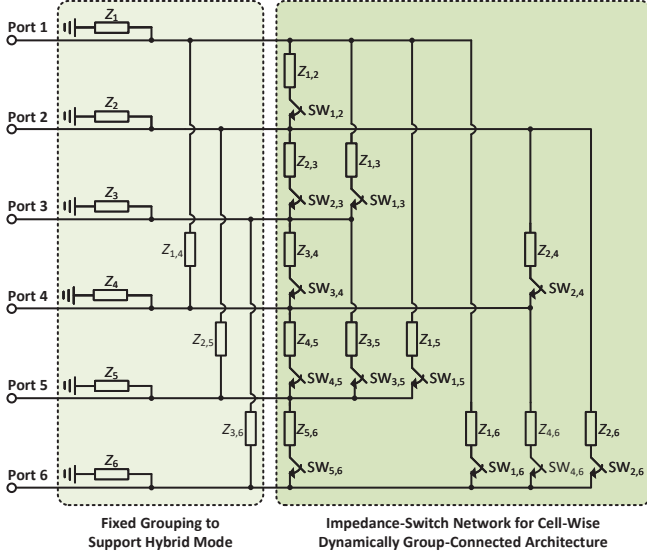 Port 1
Z1
Z1,2
SW1,2
Port 2
Z2
Z2,3
Z1,3
SW2,3
SW1,3
Port 3
Z3
Z1,4
Z3,4
Z2,4
SW3,4
SW2,4
Port 4
Z4
Z2,5
Z4,5
Z3,5
Z1,5
SW4,5
SW3,5
SW1,5
Port 5
Z5
Z3,6
Z5,6
Z1,6
Z4,6
Z2,6
SW5,6
SW1,6
SW4,6
SW2,6
Port 6
Z6
Fixed Grouping to
Support Hybrid Mode
Impedance-Switch Network for Cell-Wise
Dynamically Group-Connected Architecture